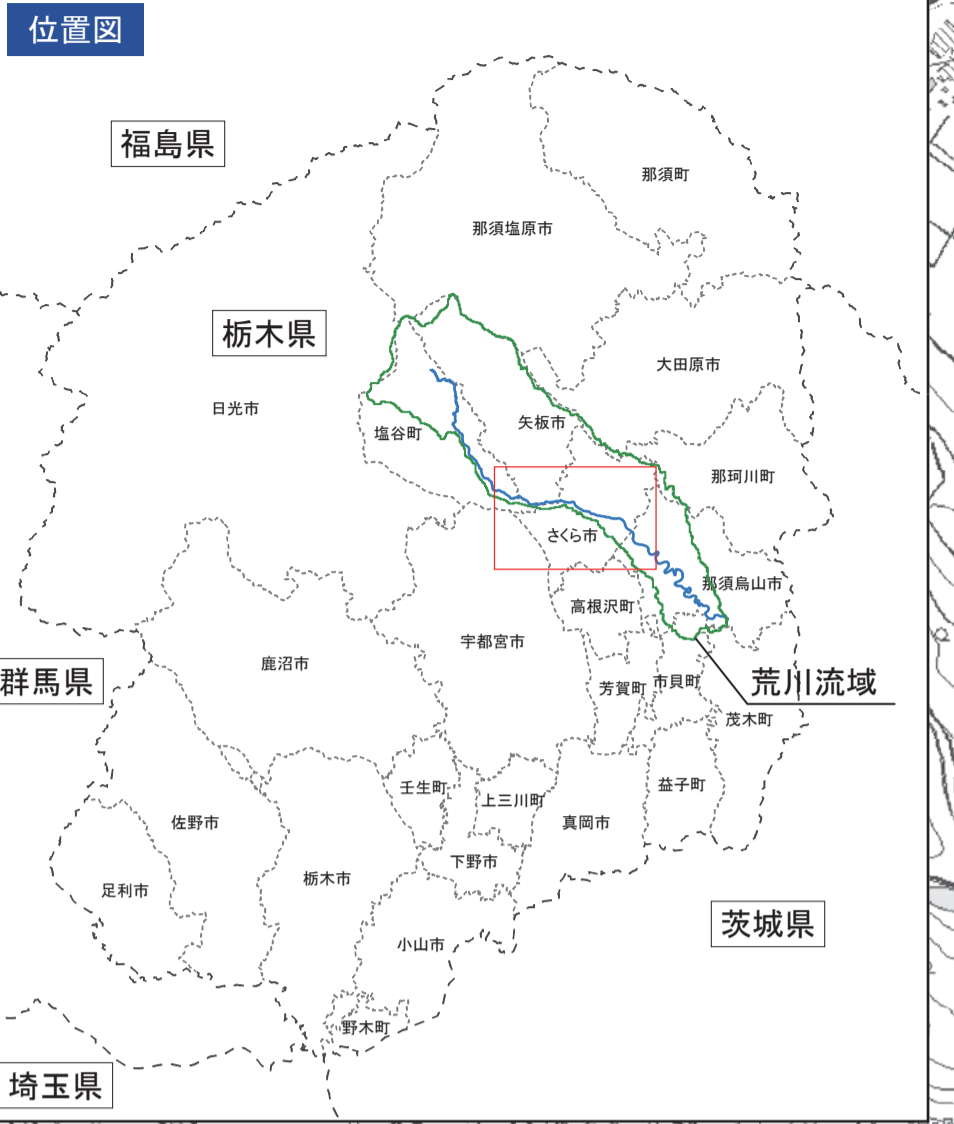 位置図
福島県
那須町
那須塩原市
栃木県
大田原市
日光市
矢板市
塩谷町
那珂川町
さくら市
那須烏山市
高根沢町
宇都宮市
鹿沼市
群馬県
芳賀町
市貝町
荒川流域
茂木町
壬生町
上三川町
益子町
佐野市
真岡市
下野市
足利市
栃木市
茨城県
小山市
野木町
埼玉県